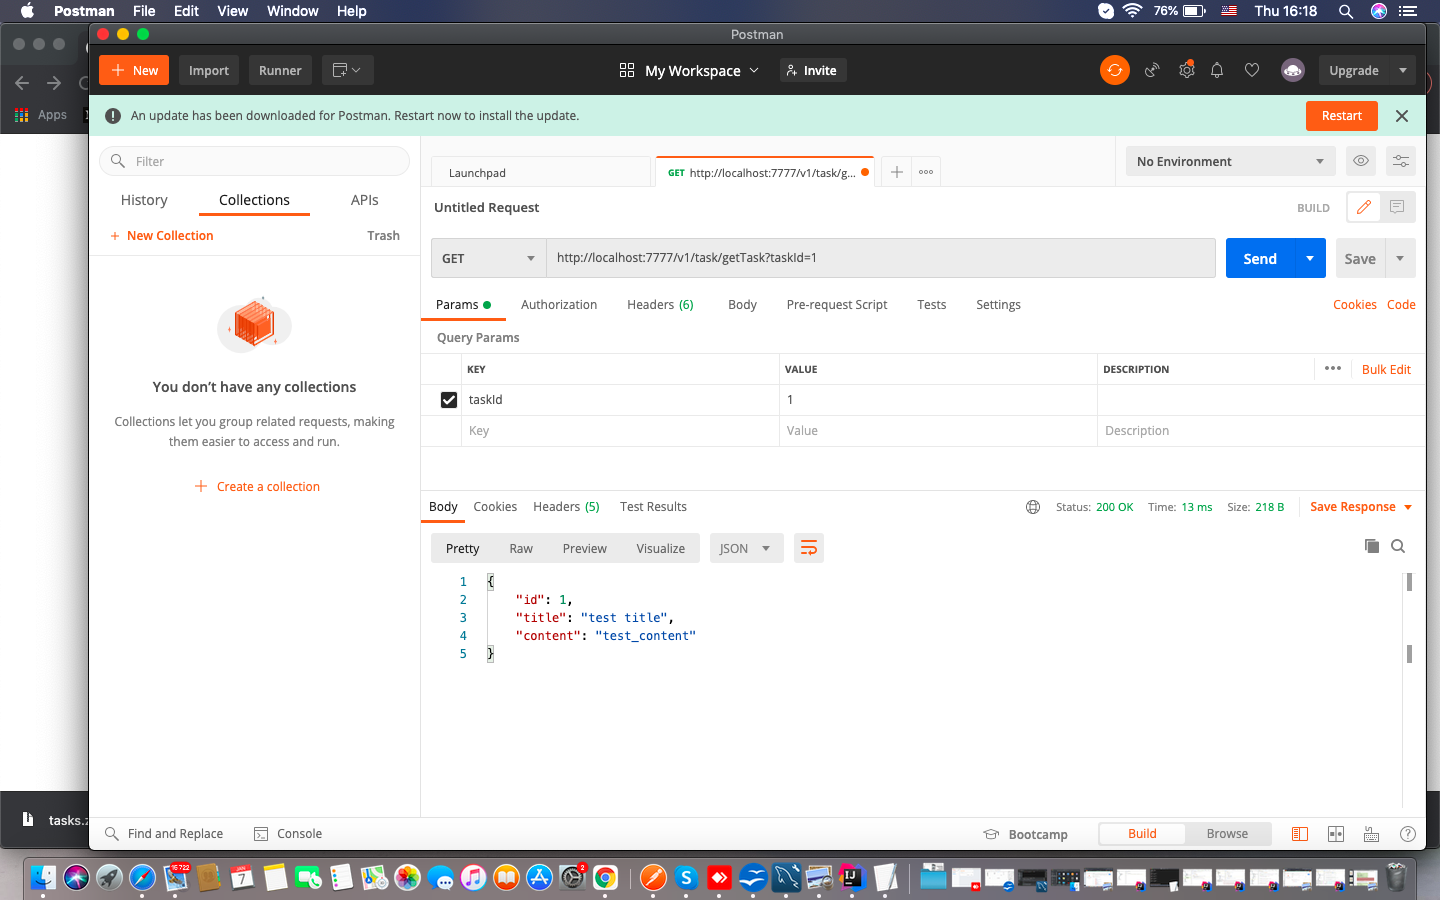 Postman File Edit View Window Help 76% Thu 16:18
Postman
New Import Runner My Workspace Invite Upgrade
Apps
An update has been downloaded for Postman. Restart now to install the update. Restart
Filter
History Collections APIs
New Collection Trash
You don't have any collections
Collections let you group related requests, making
them easier to access and run.
Create a collection
Launchpad GET http://localhost:7777/v1/task/g... No Environment
Untitled Request BUILD
GET http://localhost:7777/v1/task/getTask?taskId=1 Send Save
Params Authorization Headers (6) Body Pre-request Script Tests Settings Cookies Code
Query Params
KEY VALUE DESCRIPTION Bulk Edit
taskId 1
Key Value Description
Body Cookies Headers (5) Test Results Status: 200 OK Time: 13 ms Size: 218 B Save Response
Pretty Raw Preview Visualize JSON
1 {
2 "id": 1,
3 "title": "test title",
4 "content": "test_content"
5 }
tasks.z
Find and Replace Console Bootcamp Build Browse